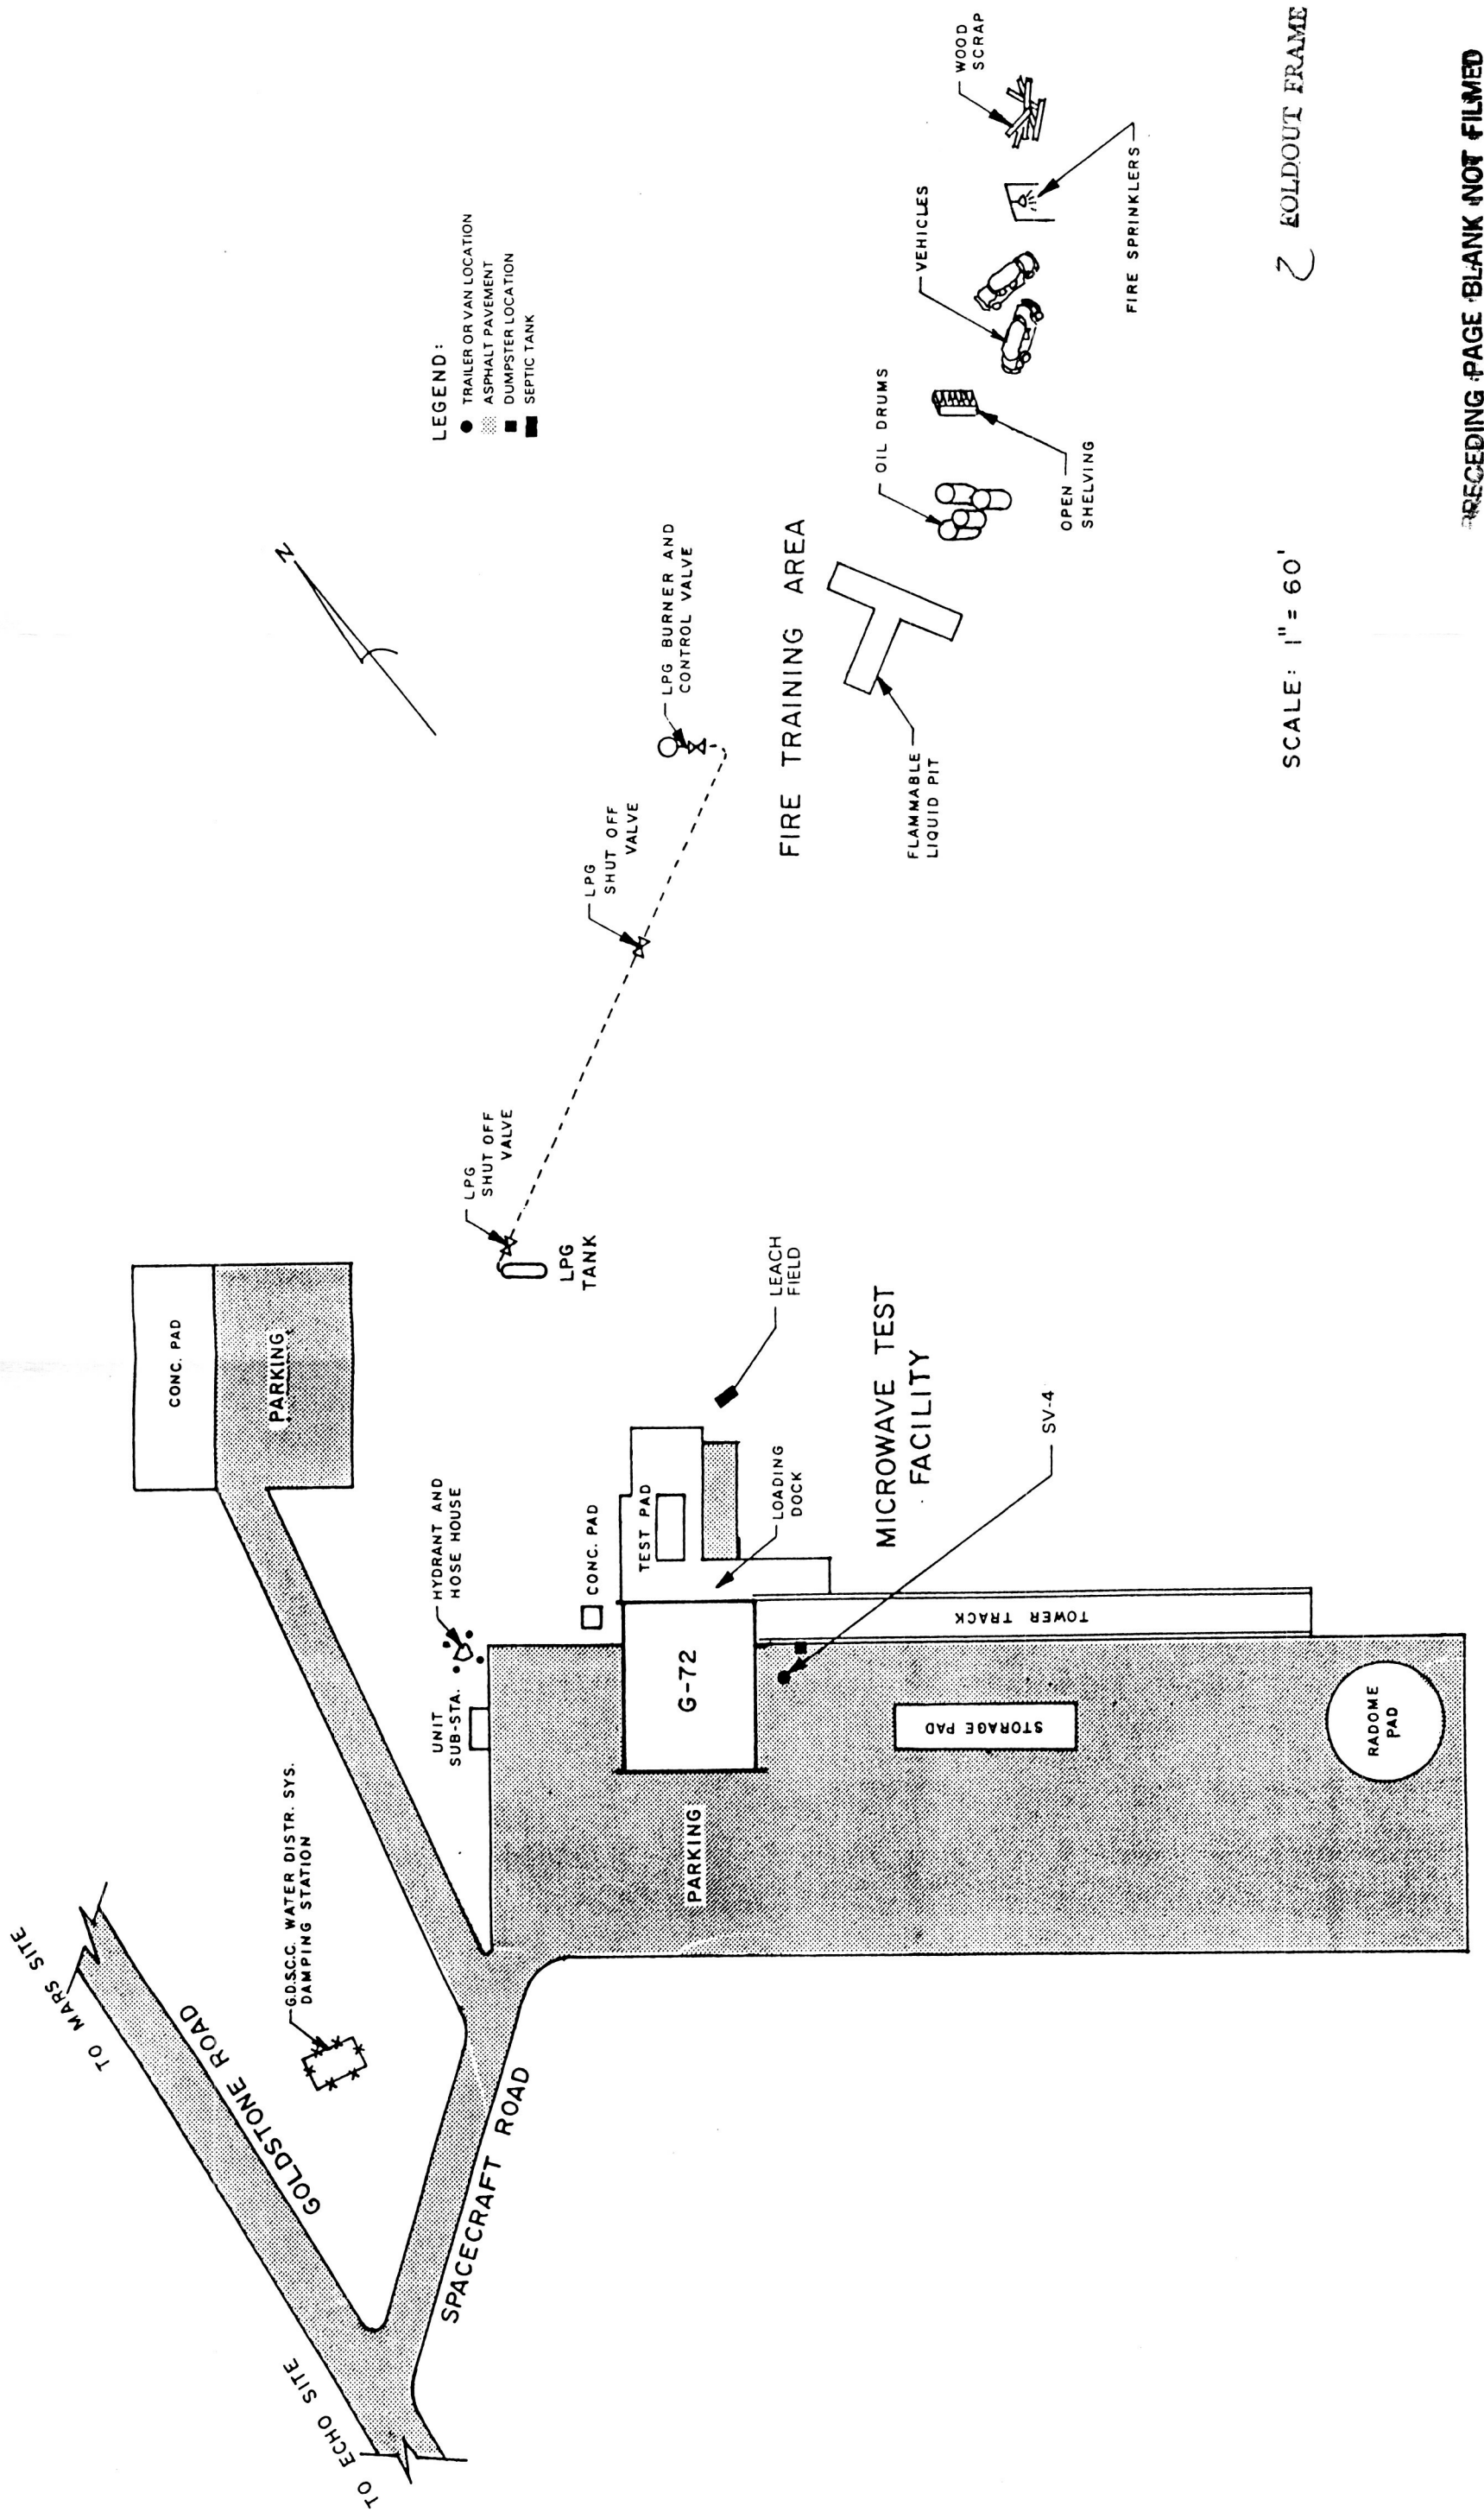 TO MARS SITE
GOLDSTONE ROAD
TO ECHO SITE
SPACECRAFT ROAD
G.D.S.C.C. WATER DISTR. SYS.
DAMPING STATION
CONC. PAD
PARKING
HYDRANT AND
HOSE HOUSE
UNIT
SUB-STA.
CONC. PAD
TEST PAD
G-72
PARKING
LOADING
DOCK
LEACH
FIELD
MICROWAVE TEST
FACILITY
SV-4
TOWER TRACK
STORAGE PAD
RADOME
PAD
LPG
SHUT OFF
VALVE
LPG
TANK
LPG
SHUT OFF
VALVE
LPG BURNER AND
CONTROL VALVE
N
LEGEND:
TRAILER OR VAN LOCATION
ASPHALT PAVEMENT
DUMPSTER LOCATION
SEPTIC TANK
FIRE TRAINING AREA
FLAMMABLE
LIQUID PIT
OIL DRUMS
OPEN
SHELVING
VEHICLES
FIRE SPRINKLERS
WOOD
SCRAP
SCALE: 1" = 60'
2 FOLDOUT FRAME
PRECEDING PAGE BLANK NOT FILMED